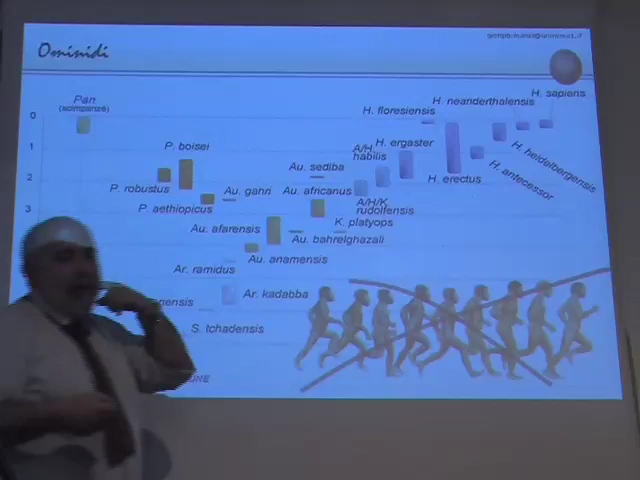 Ominidi
Pan
(scimpanzé)
H. sapiens
H. neanderthalensis
H. floresiensis
0
1
2
3
P. boisei
A/H
habilis
H. ergaster
H. heidelbergensis
Au. sediba
P. robustus
Au. garhi
Au. africanus
H. erectus
H. antecessor
P. aethiopicus
A/H/K
rudolfensis
K. platyops
Au. afarensis
Au. bahrelghazali
Au. anamensis
Ar. ramidus
Ar. kadabba
S. tchadensis